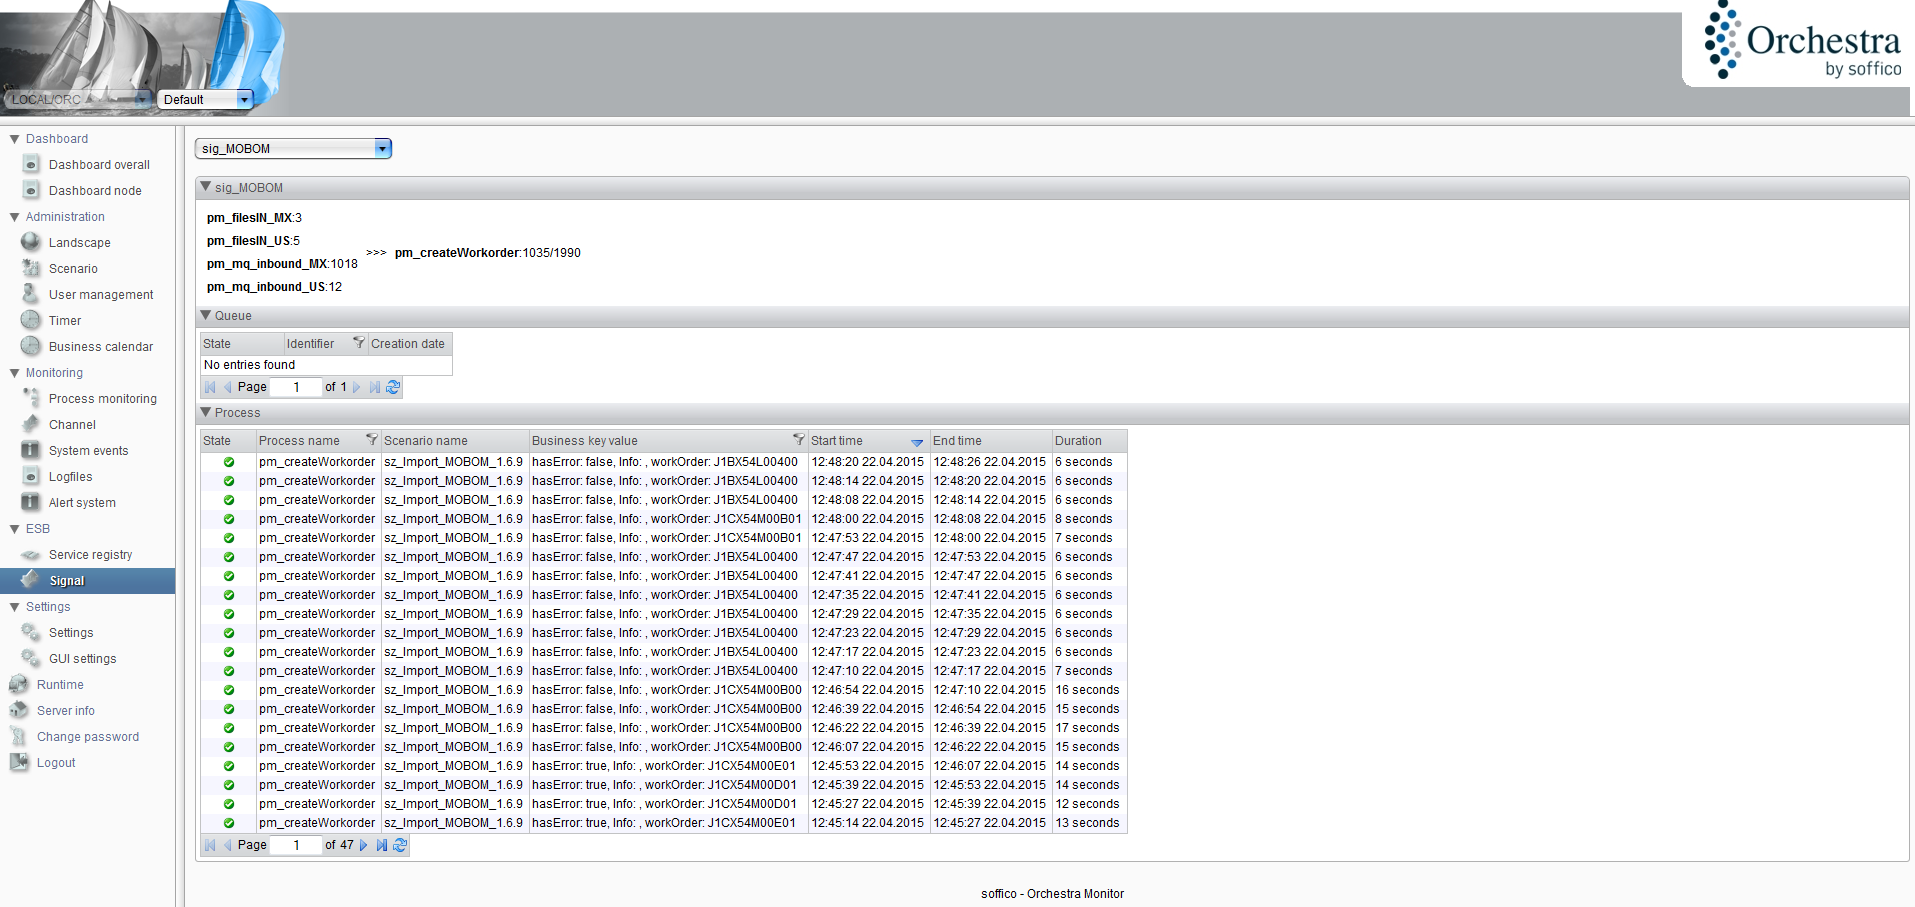 Orchestra
by soffico
LOCAL/ORC Default
Dashboard
Dashboard overall
Dashboard node
Administration
Landscape
Scenario
User management
Timer
Business calendar
Monitoring
Process monitoring
Channel
System events
Logfiles
Alert system
ESB
Service registry
Signal
Settings
Settings
GUI settings
Runtime
Server info
Change password
Logout
sig_MOBOM
sig_MOBOM
pm_filesIN_MX:3
pm_filesIN_US:5
>>> pm_createWorkorder:1035/1990
pm_mq_inbound_MX:1018
pm_mq_inbound_US:12
Queue
State Identifier Creation date
No entries found
Page 1 of 1
Process
State Process name Scenario name Business key value Start time End time Duration
pm_createWorkorder sz_Import_MOBOM_1.6.9 hasError: false, Info: , workOrder: J1BX54L00400 12:48:20 22.04.2015 12:48:26 22.04.2015 6 seconds
pm_createWorkorder sz_Import_MOBOM_1.6.9 hasError: false, Info: , workOrder: J1BX54L00400 12:48:14 22.04.2015 12:48:20 22.04.2015 6 seconds
pm_createWorkorder sz_Import_MOBOM_1.6.9 hasError: false, Info: , workOrder: J1BX54L00400 12:48:08 22.04.2015 12:48:14 22.04.2015 6 seconds
pm_createWorkorder sz_Import_MOBOM_1.6.9 hasError: false, Info: , workOrder: J1CX54M00B01 12:48:00 22.04.2015 12:48:08 22.04.2015 8 seconds
pm_createWorkorder sz_Import_MOBOM_1.6.9 hasError: false, Info: , workOrder: J1CX54M00B01 12:47:53 22.04.2015 12:48:00 22.04.2015 7 seconds
pm_createWorkorder sz_Import_MOBOM_1.6.9 hasError: false, Info: , workOrder: J1BX54L00400 12:47:47 22.04.2015 12:47:53 22.04.2015 6 seconds
pm_createWorkorder sz_Import_MOBOM_1.6.9 hasError: false, Info: , workOrder: J1BX54L00400 12:47:41 22.04.2015 12:47:47 22.04.2015 6 seconds
pm_createWorkorder sz_Import_MOBOM_1.6.9 hasError: false, Info: , workOrder: J1BX54L00400 12:47:35 22.04.2015 12:47:41 22.04.2015 6 seconds
pm_createWorkorder sz_Import_MOBOM_1.6.9 hasError: false, Info: , workOrder: J1BX54L00400 12:47:29 22.04.2015 12:47:35 22.04.2015 6 seconds
pm_createWorkorder sz_Import_MOBOM_1.6.9 hasError: false, Info: , workOrder: J1BX54L00400 12:47:23 22.04.2015 12:47:29 22.04.2015 6 seconds
pm_createWorkorder sz_Import_MOBOM_1.6.9 hasError: false, Info: , workOrder: J1BX54L00400 12:47:17 22.04.2015 12:47:23 22.04.2015 6 seconds
pm_createWorkorder sz_Import_MOBOM_1.6.9 hasError: false, Info: , workOrder: J1BX54L00400 12:47:10 22.04.2015 12:47:17 22.04.2015 7 seconds
pm_createWorkorder sz_Import_MOBOM_1.6.9 hasError: false, Info: , workOrder: J1CX54M00B00 12:46:54 22.04.2015 12:47:10 22.04.2015 16 seconds
pm_createWorkorder sz_Import_MOBOM_1.6.9 hasError: false, Info: , workOrder: J1CX54M00B00 12:46:39 22.04.2015 12:46:54 22.04.2015 15 seconds
pm_createWorkorder sz_Import_MOBOM_1.6.9 hasError: false, Info: , workOrder: J1CX54M00B00 12:46:22 22.04.2015 12:46:39 22.04.2015 17 seconds
pm_createWorkorder sz_Import_MOBOM_1.6.9 hasError: false, Info: , workOrder: J1CX54M00B00 12:46:07 22.04.2015 12:46:22 22.04.2015 15 seconds
pm_createWorkorder sz_Import_MOBOM_1.6.9 hasError: true, Info: , workOrder: J1CX54M00E01 12:45:53 22.04.2015 12:46:07 22.04.2015 14 seconds
pm_createWorkorder sz_Import_MOBOM_1.6.9 hasError: true, Info: , workOrder: J1CX54M00D01 12:45:39 22.04.2015 12:45:53 22.04.2015 14 seconds
pm_createWorkorder sz_Import_MOBOM_1.6.9 hasError: true, Info: , workOrder: J1CX54M00D01 12:45:27 22.04.2015 12:45:39 22.04.2015 12 seconds
pm_createWorkorder sz_Import_MOBOM_1.6.9 hasError: true, Info: , workOrder: J1CX54M00E01 12:45:14 22.04.2015 12:45:27 22.04.2015 13 seconds
Page 1 of 47
soffico - Orchestra Monitor